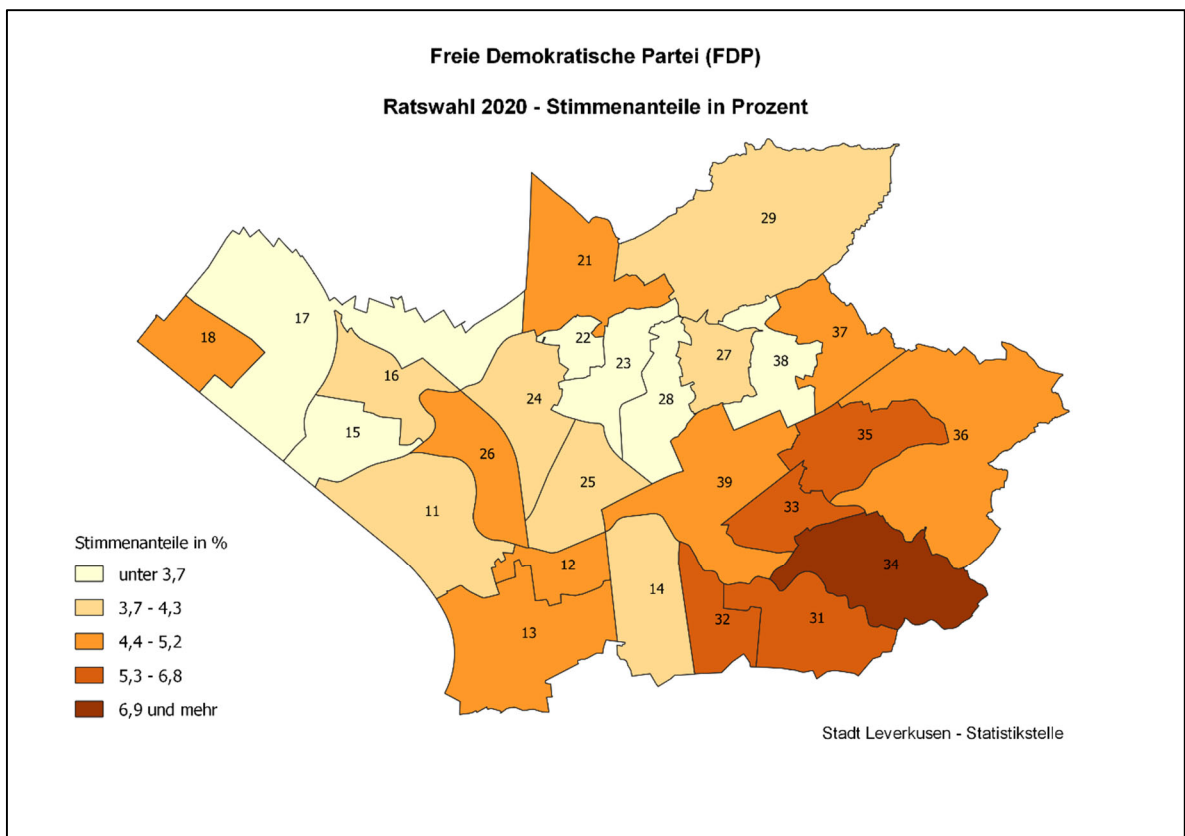 Freie Demokratische Partei (FDP)
Ratswahl 2020 - Stimmenanteile in Prozent
29
21
17
18
22
37
23
27
38
16
24
28
15
35
36
26
25
39
11
33
12
34
14
32
31
13
Stimmenanteile in %
unter 3,7
3,7 - 4,3
4,4 - 5,2
5,3 - 6,8
6,9 und mehr
Stadt Leverkusen - Statistikstelle